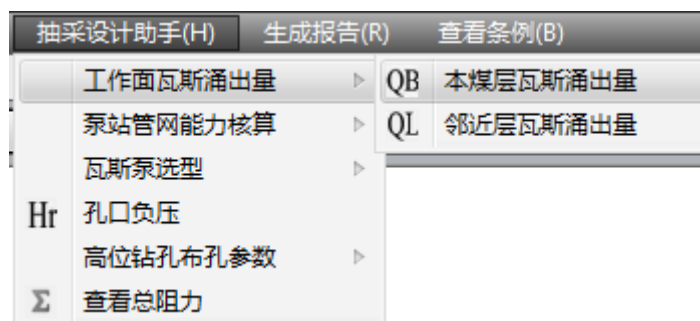 抽采设计助手(H) 生成报告(R) 查看条例(B)
工作面瓦斯涌出量 QB 本煤层瓦斯涌出量
泵站管网能力核算 QL 邻近层瓦斯涌出量
瓦斯泵选型
Hr 孔口负压
高位钻孔布孔参数
Σ 查看总阻力